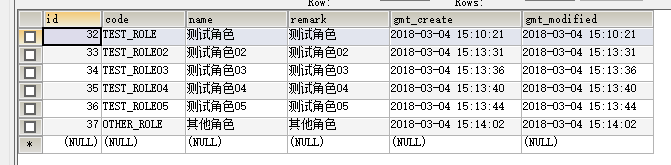 Row: Rows:
id code name remark gmt_create gmt_modified
32 TEST_ROLE 测试角色 测试角色 2018-03-04 15:10:21 2018-03-04 15:10:21
33 TEST_ROLE02 测试角色02 测试角色02 2018-03-04 15:13:31 2018-03-04 15:13:31
34 TEST_ROLE03 测试角色03 测试角色03 2018-03-04 15:13:36 2018-03-04 15:13:36
35 TEST_ROLE04 测试角色04 测试角色04 2018-03-04 15:13:40 2018-03-04 15:13:40
36 TEST_ROLE05 测试角色05 测试角色05 2018-03-04 15:13:44 2018-03-04 15:13:44
37 OTHER_ROLE 其他角色 其他角色 2018-03-04 15:14:02 2018-03-04 15:14:02
* (NULL) (NULL) (NULL) (NULL) (NULL) (NULL)